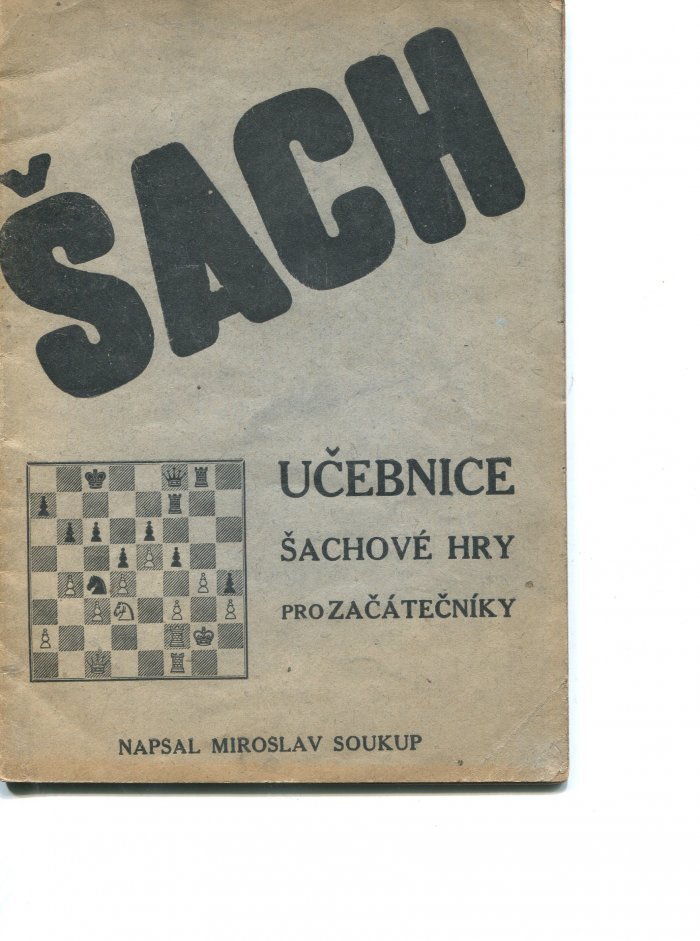 ŠACH
UČEBNICE
ŠACHOVÉ HRY
PRO ZAČÁTEČNÍKY
NAPSAL MIROSLAV SOUKUP